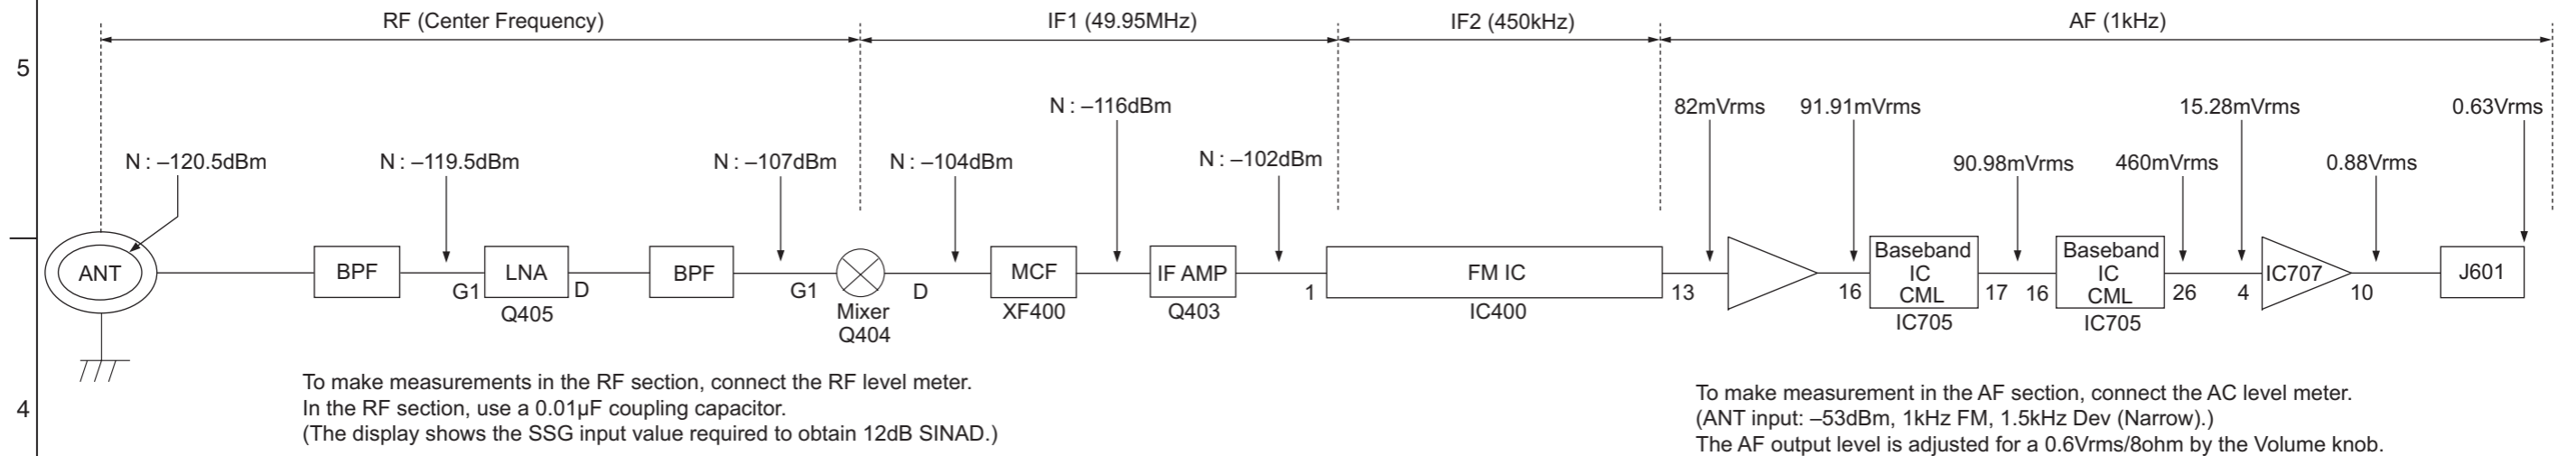 RF (Center Frequency)
IF1 (49.95MHz)
IF2 (450kHz)
AF (1kHz)
5
N : –116dBm
82mVrms
91.91mVrms
15.28mVrms
0.63Vrms
N : –120.5dBm
N : –119.5dBm
N : –107dBm
N : –104dBm
N : –102dBm
90.98mVrms
460mVrms
0.88Vrms
ANT
BPF
G1
LNA
D
Q405
BPF
G1
Mixer
Q404
D
MCF
XF400
IF AMP
Q403
1
FM IC
IC400
13
16
Baseband
IC
CML
IC705
17
16
Baseband
IC
CML
IC705
26
4
IC707
10
J601
4
To make measurements in the RF section, connect the RF level meter.
In the RF section, use a 0.01µF coupling capacitor.
(The display shows the SSG input value required to obtain 12dB SINAD.)
To make measurement in the AF section, connect the AC level meter.
(ANT input: –53dBm, 1kHz FM, 1.5kHz Dev (Narrow).)
The AF output level is adjusted for a 0.6Vrms/8ohm by the Volume knob.